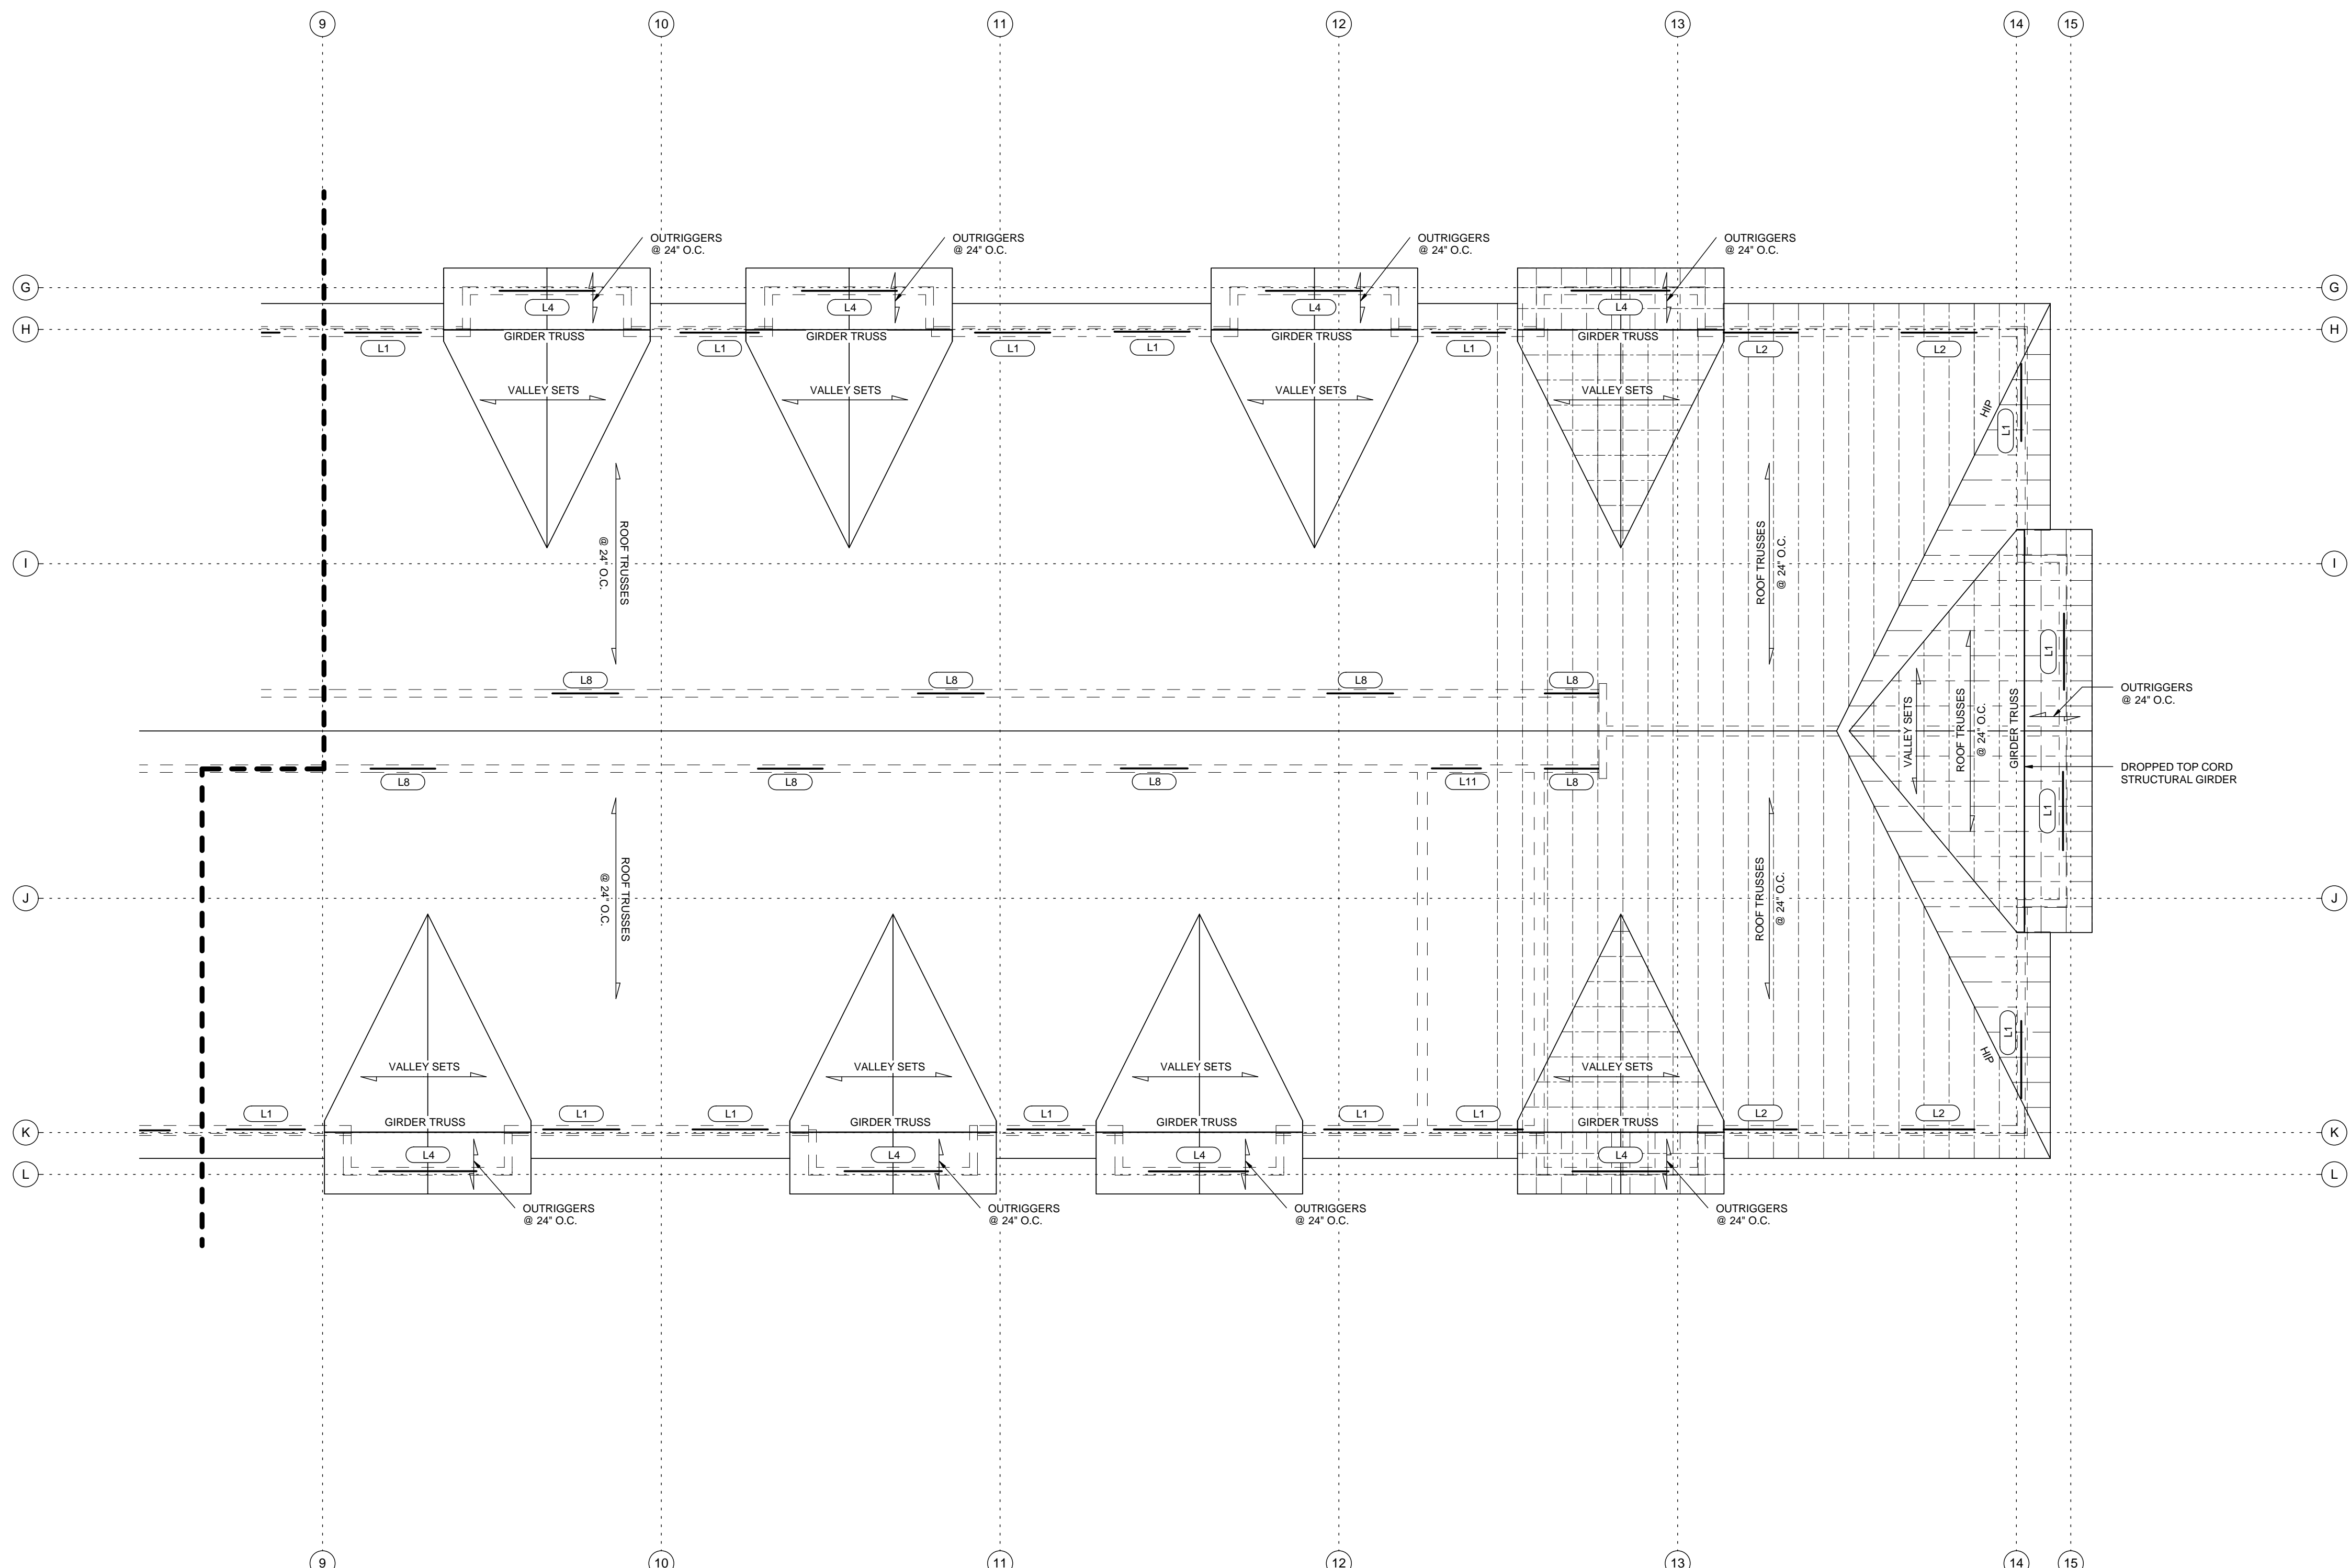 9
10
11
12
13
14
15
OUTRIGGERS
@ 24" O.C.
OUTRIGGERS
@ 24" O.C.
OUTRIGGERS
@ 24" O.C.
OUTRIGGERS
@ 24" O.C.
G
G
L4
L4
L4
L4
H
H
GIRDER TRUSS
GIRDER TRUSS
GIRDER TRUSS
GIRDER TRUSS
L1
L1
L1
L1
L1
L2
L2
VALLEY SETS
VALLEY SETS
VALLEY SETS
VALLEY SETS
HIP
L1
ROOF TRUSSES
@ 24" O.C.
ROOF TRUSSES
@ 24" O.C.
I
I
L1
L8
L8
L8
L8
VALLEY SETS
ROOF TRUSSES
@ 24" O.C.
GIRDER TRUSS
OUTRIGGERS
@ 24" O.C.
L8
L8
L8
L11
L8
DROPPED TOP CORD
STRUCTURAL GIRDER
L1
ROOF TRUSSES
@ 24" O.C.
ROOF TRUSSES
@ 24" O.C.
J
J
L1
HIP
VALLEY SETS
VALLEY SETS
VALLEY SETS
VALLEY SETS
L1
L1
L1
L1
L1
L1
L2
L2
GIRDER TRUSS
GIRDER TRUSS
GIRDER TRUSS
GIRDER TRUSS
K
K
L4
L4
L4
L4
L
L
OUTRIGGERS
@ 24" O.C.
OUTRIGGERS
@ 24" O.C.
OUTRIGGERS
@ 24" O.C.
OUTRIGGERS
@ 24" O.C.
9
10
11
12
13
14
15